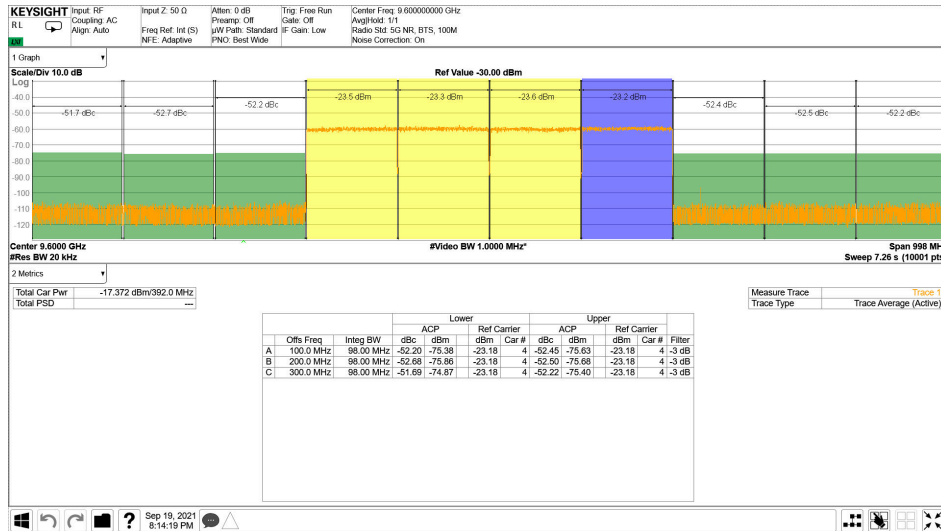 KEYSIGHT Input: RF Input Z: 50 Ω Atten: 0 dB Trig: Free Run Center Freq: 9.600000000 GHz
RL Coupling: AC Preamp: Off Gate: Off Avg|Hold: 1/1
Align: Auto Freq Ref: Int (S) µW Path: Standard IF Gain: Low Radio Std: 5G NR, BTS, 100M
NFE: Adaptive PNO: Best Wide Noise Correction: On
1 Graph
Scale/Div 10.0 dB Ref Value -30.00 dBm
Log
-40.0 -23.5 dBm -23.3 dBm -23.6 dBm -23.2 dBm
-52.2 dBc -52.4 dBc
-50.0 -51.7 dBc -52.7 dBc -52.5 dBc -52.2 dBc
-60.0
-70.0
-80.0
-90.0
-100
-110
-120
Center 9.6000 GHz #Video BW 1.0000 MHz* Span 998 MH
#Res BW 20 kHz Sweep 7.26 s (10001 pts
2 Metrics
Total Car Pwr -17.372 dBm/392.0 MHz Measure Trace Trace 1
Total PSD --- Trace Type Trace Average (Active)
Lower Upper
ACP Ref Carrier ACP Ref Carrier
Offs Freq Integ BW dBc dBm dBm Car # dBc dBm dBm Car # Filter
A 100.0 MHz 98.00 MHz -52.20 -75.38 -23.18 4 -52.45 -75.63 -23.18 4 -3 dB
B 200.0 MHz 98.00 MHz -52.68 -75.86 -23.18 4 -52.50 -75.68 -23.18 4 -3 dB
C 300.0 MHz 98.00 MHz -51.69 -74.87 -23.18 4 -52.22 -75.40 -23.18 4 -3 dB
? Sep 19, 2021
8:14:19 PM